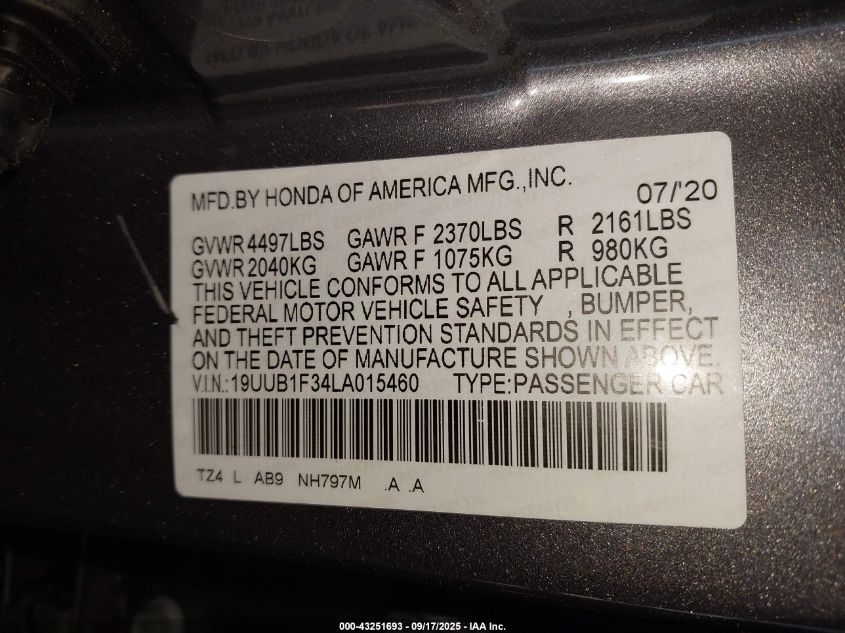 MFD.BY HONDA OF AMERICA MFG.,INC. 07/'20
GVWR 4497LBS GAWR F 2370LBS R 2161LBS
GVWR 2040KG GAWR F 1075KG R 980KG
THIS VEHICLE CONFORMS TO ALL APPLICABLE
FEDERAL MOTOR VEHICLE SAFETY , BUMPER,
AND THEFT PREVENTION STANDARDS IN EFFECT
ON THE DATE OF MANUFACTURE SHOWN ABOVE.
V.I.N.:19UUB1F34LA015460 TYPE:PASSENGER CAR
TZ4 L AB9 NH797M .A .A
000-43251693 - 09/17/2025 - IAA Inc.